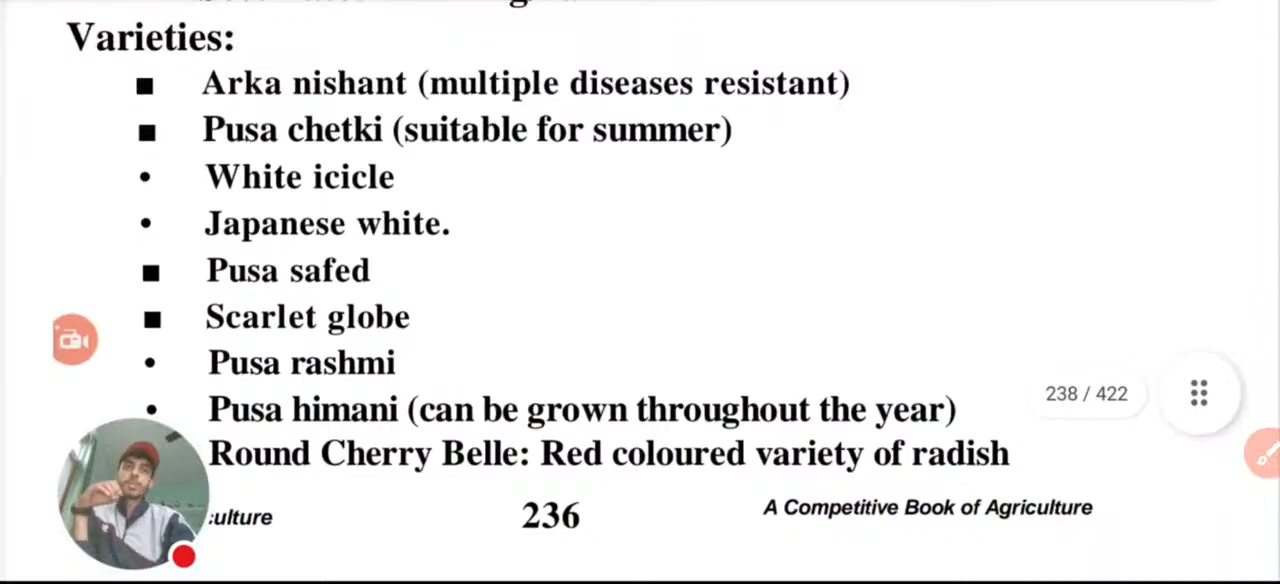 Varieties:
■ Arka nishant (multiple diseases resistant)
■ Pusa chetki (suitable for summer)
• White icicle
• Japanese white.
■ Pusa safed
■ Scarlet globe
• Pusa rashmi
• Pusa himani (can be grown throughout the year)
Round Cherry Belle: Red coloured variety of radish
238 / 422
:ulture 236 A Competitive Book of Agriculture